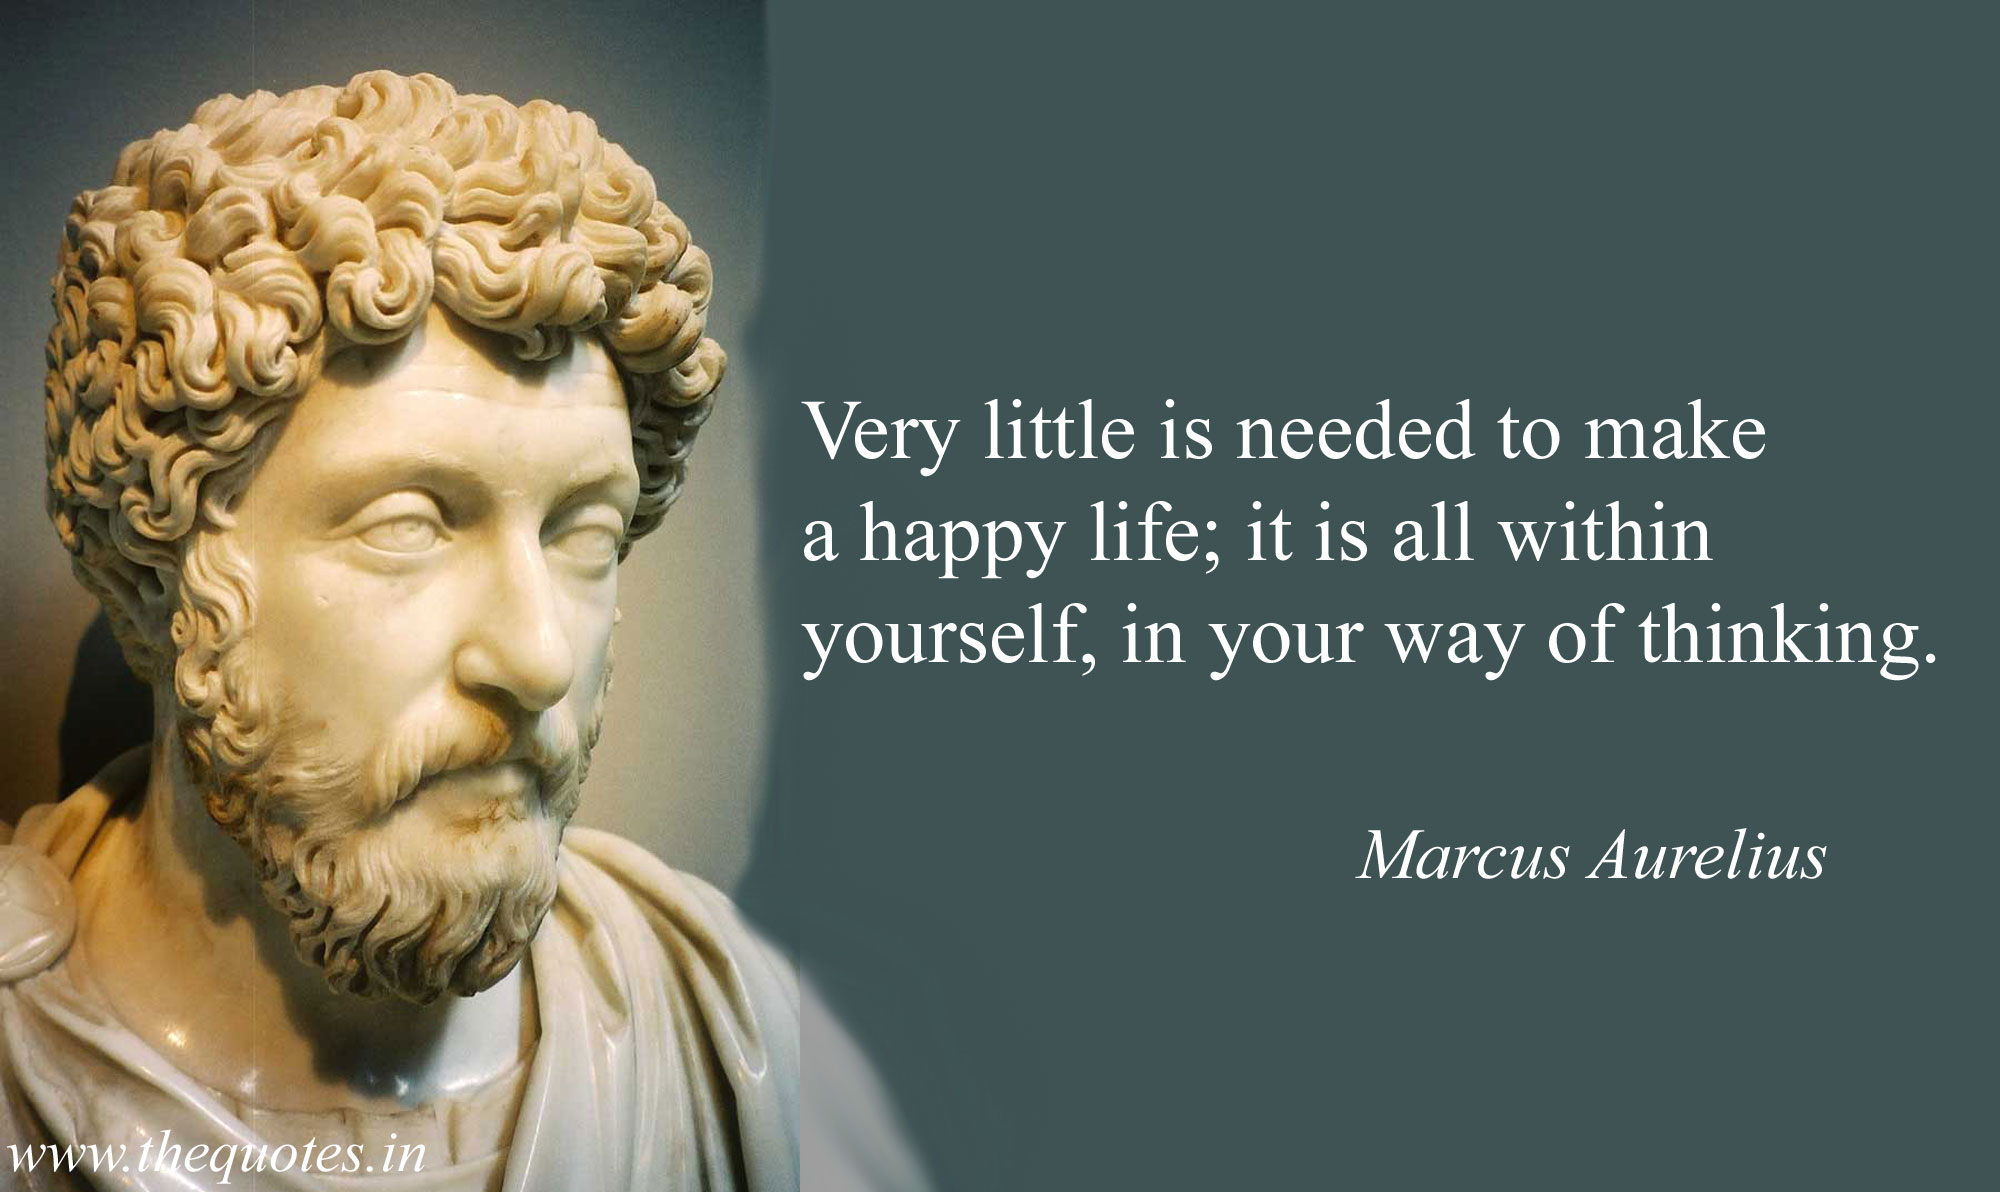 Very little is needed to make
a happy life; it is all within
yourself, in your way of thinking.
Marcus Aurelius
www.thequotes.in